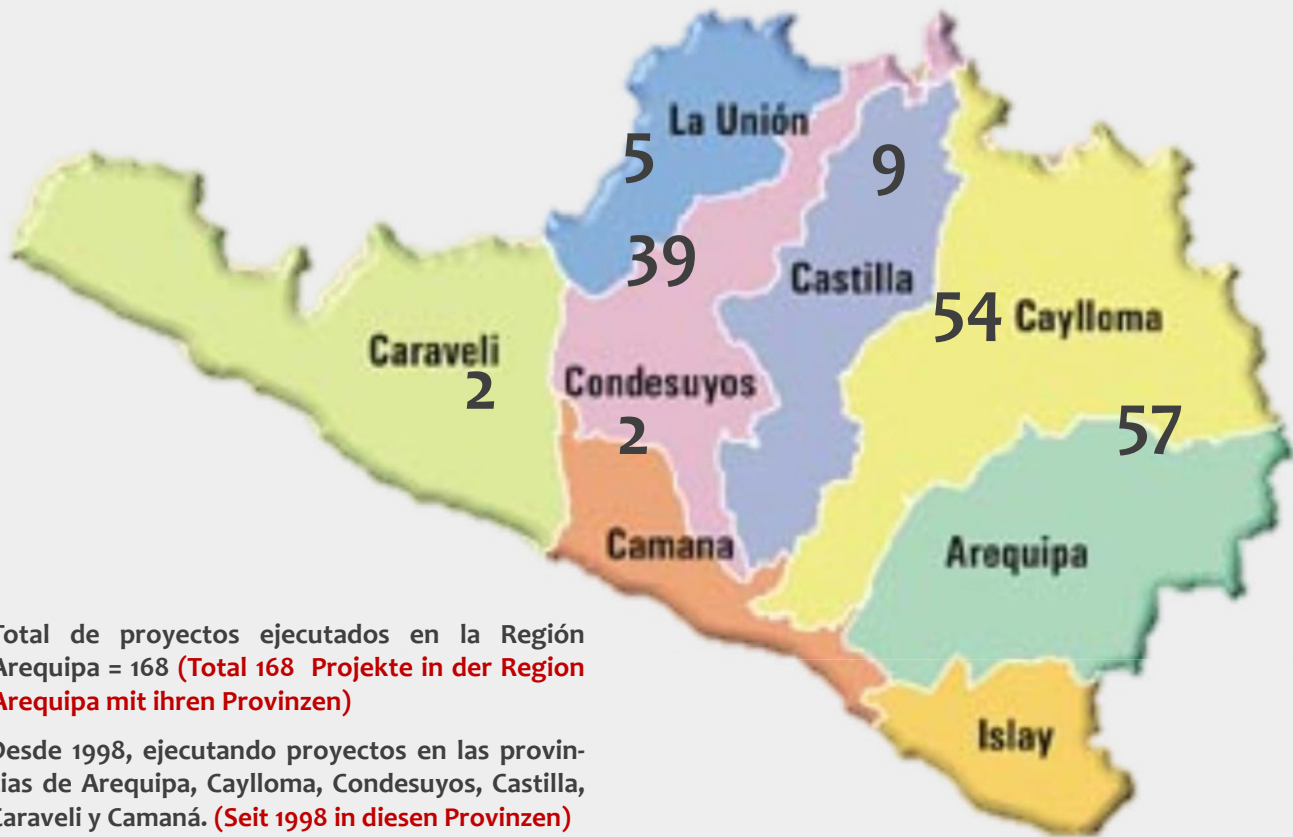 La Unión
5
9
39
Castilla
54 Caylloma
Caraveli
2
Condesuyos
57
2
Camana
Arequipa
Islay
Total de proyectos ejecutados en la Región
Arequipa = 168 (Total 168 Projekte in der Region
Arequipa mit ihren Provinzen)
Desde 1998, ejecutando proyectos en las provin-
cias de Arequipa, Caylloma, Condesuyos, Castilla,
Caraveli y Camaná. (Seit 1998 in diesen Provinzen)